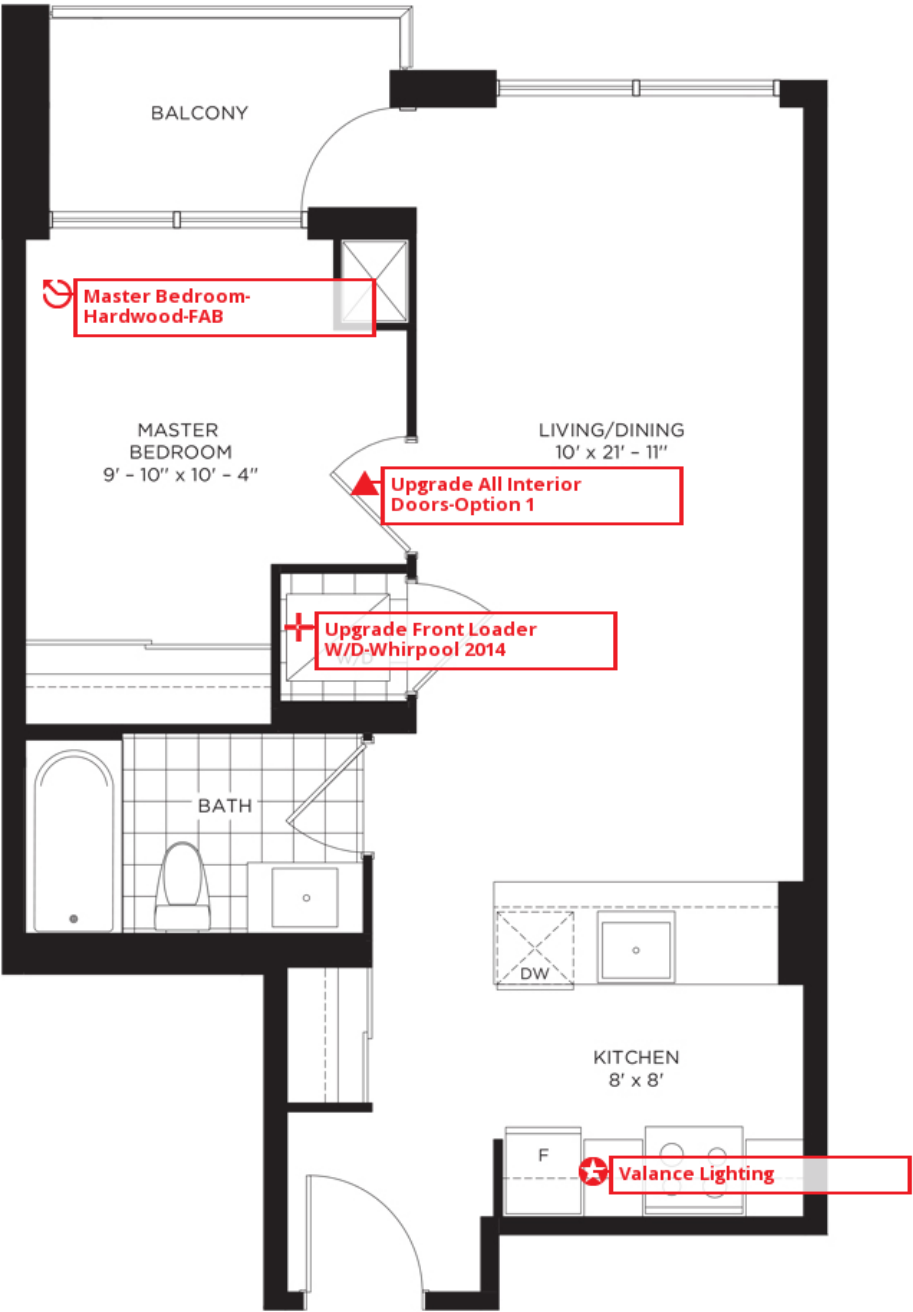 BALCONY
Master Bedroom-
Hardwood-FAB
MASTER
BEDROOM
9' - 10" x 10' - 4"
LIVING/DINING
10' x 21' - 11"
Upgrade All Interior
Doors-Option 1
Upgrade Front Loader
W/D-Whirpool 2014
W/D
BATH
DW
KITCHEN
8' x 8'
F
Valance Lighting